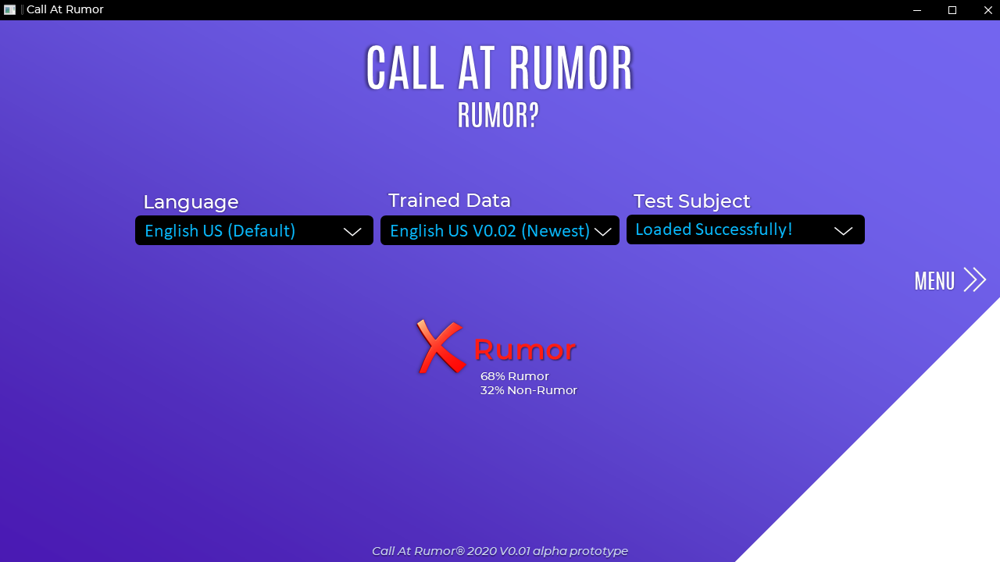 Call At Rumor
CALL AT RUMOR
RUMOR?
Language
Trained Data
Test Subject
English US (Default)
English US V0.02 (Newest)
Loaded Successfully!
MENU
Rumor
68% Rumor
32% Non-Rumor
Call At Rumor® 2020 V0.01 alpha prototype